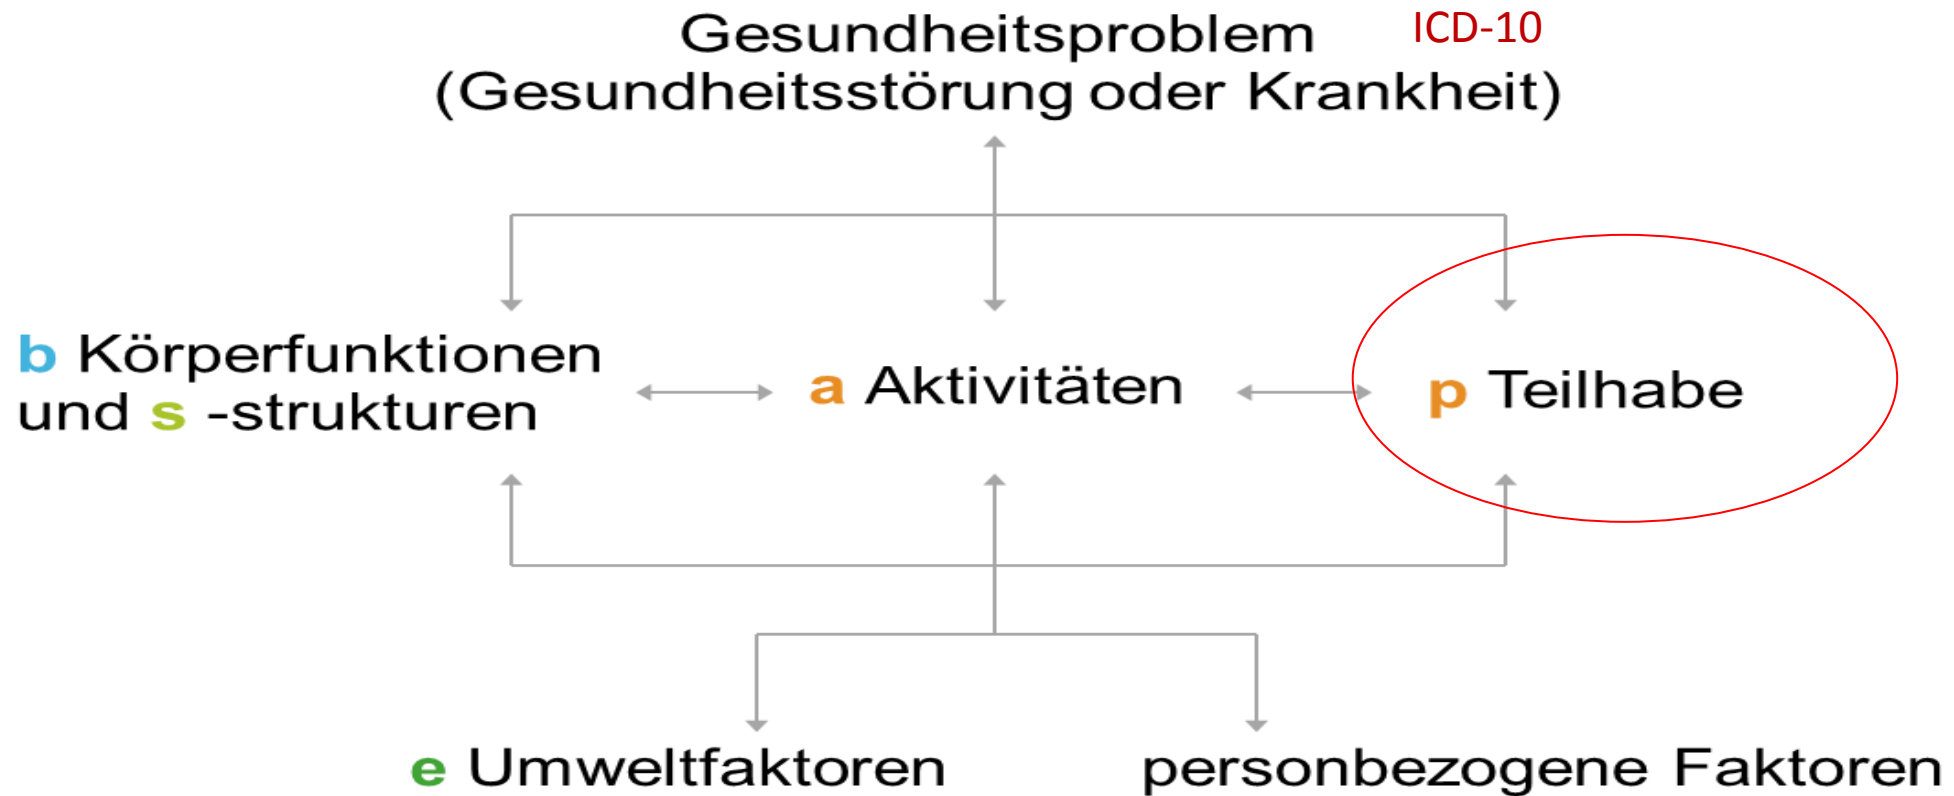 Gesundheitsproblem ICD-10
(Gesundheitsstörung oder Krankheit)
b Körperfunktionen
und s -strukturen
a Aktivitäten
p Teilhabe
e Umweltfaktoren
personbezogene Faktoren